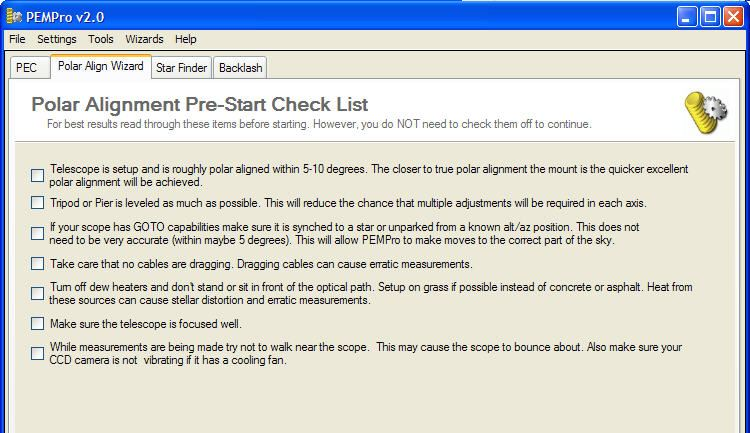 PEMPro v2.0
File Settings Tools Wizards Help
PEC Polar Align Wizard Star Finder Backlash
Polar Alignment Pre-Start Check List
For best results read through these items before starting. However, you do NOT need to check them off to continue.
Telescope is setup and is roughly polar aligned within 5-10 degrees. The closer to true polar alignment the mount is the quicker excellent
polar alignment will be achieved.
Tripod or Pier is leveled as much as possible. This will reduce the chance that multiple adjustments will be required in each axis.
If your scope has GOTO capabilities make sure it is synched to a star or unparked from a known alt/az position. This does not
need to be very accurate (within maybe 5 degrees). This will allow PEMPro to make moves to the correct part of the sky.
Take care that no cables are dragging. Dragging cables can cause erratic measurements.
Turn off dew heaters and don't stand or sit in front of the optical path. Setup on grass if possible instead of concrete or asphalt. Heat from
these sources can cause stellar distortion and erratic measurements.
Make sure the telescope is focused well.
While measurements are being made try not to walk near the scope. This may cause the scope to bounce about. Also make sure your
CCD camera is not vibrating if it has a cooling fan.